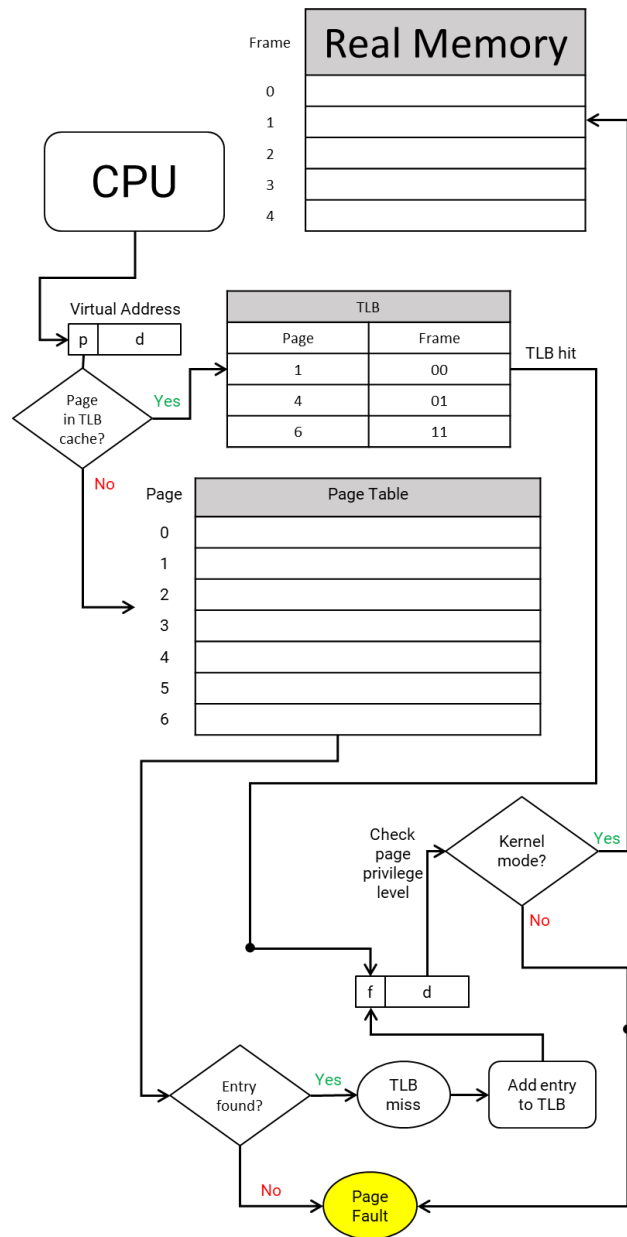 Frame
Real Memory
0
1
2
3
4
CPU
Virtual Address
p d
TLB
Page Frame
1 00
4 01
6 11
TLB hit
Page
in TLB
cache?
Yes
No
Page
Page Table
0
1
2
3
4
5
6
Check
page
privilege
level
Kernel
mode?
Yes
No
f d
Entry
found?
Yes
TLB
miss
Add entry
to TLB
No
Page
Fault